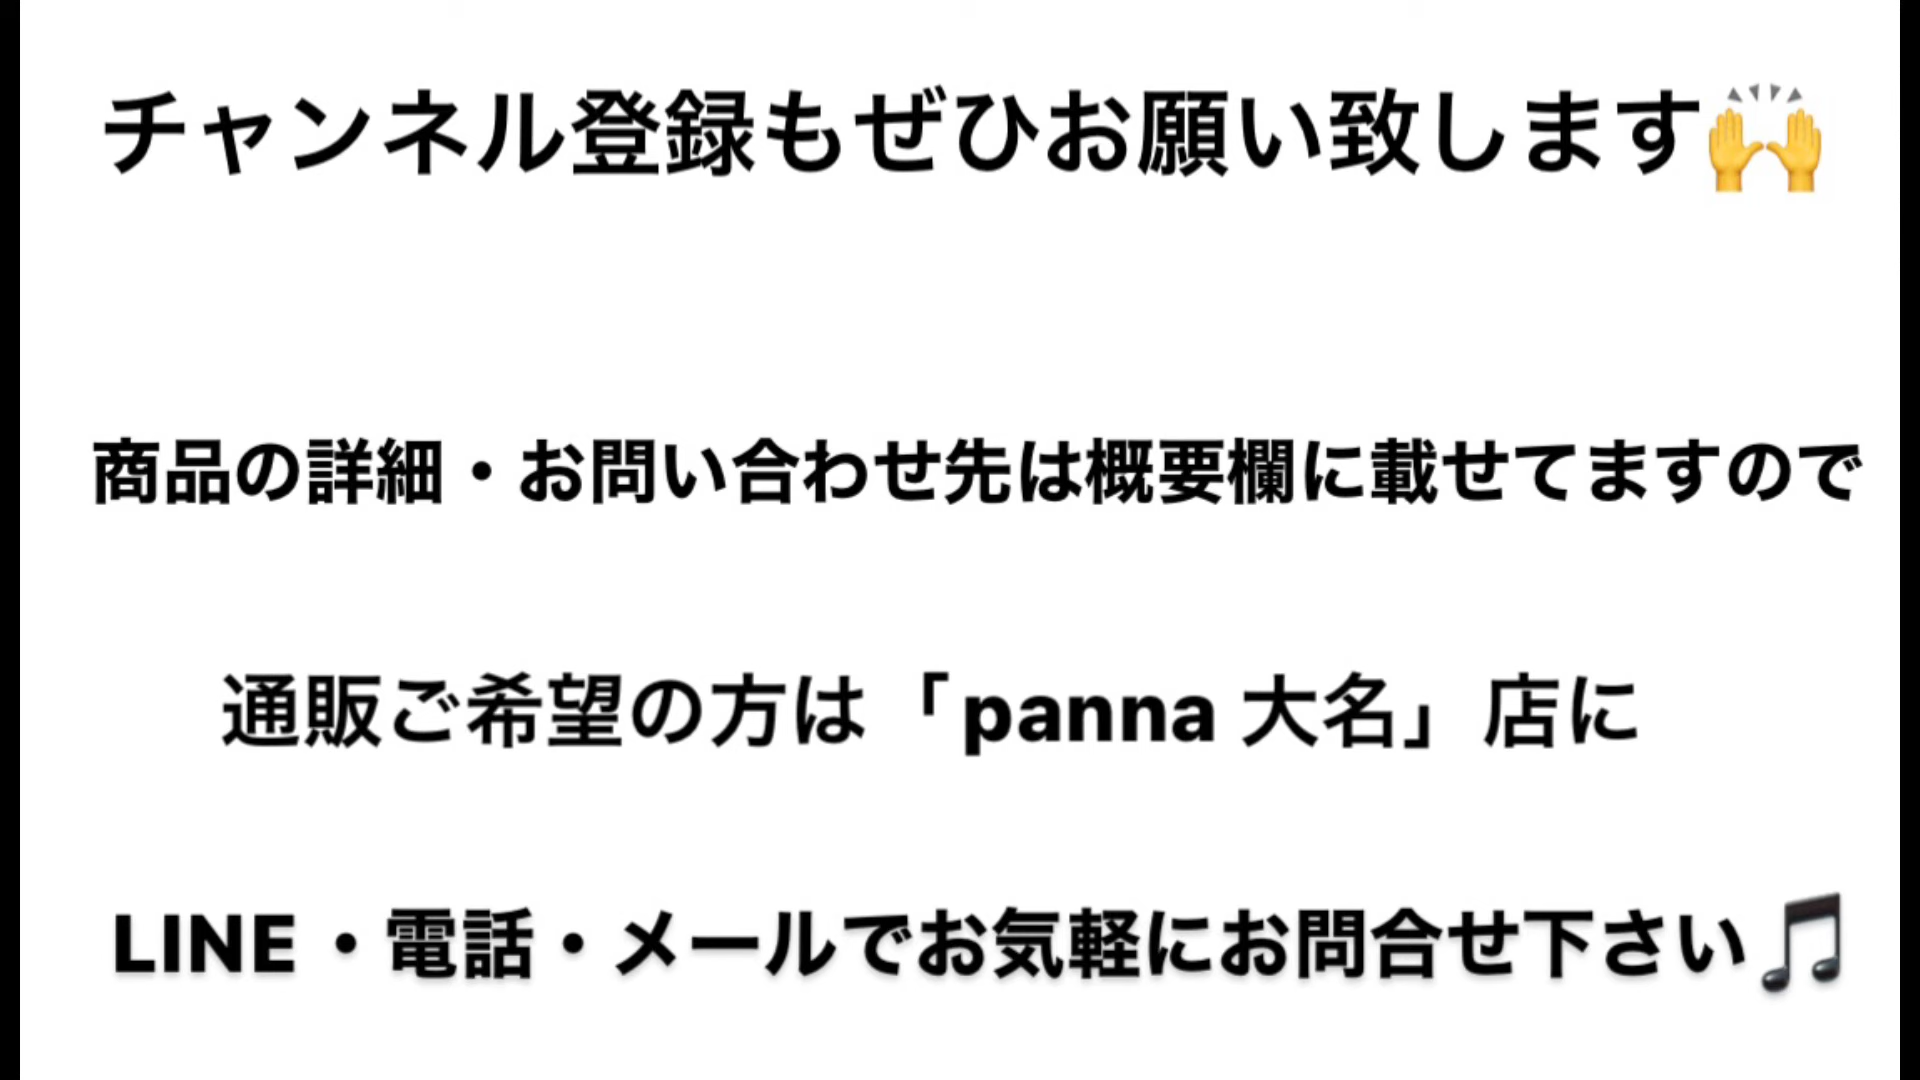 チャンネル登録もぜひお願い致します🙌
商品の詳細・お問い合わせ先は概要欄に載せてますので
通販ご希望の方は「panna 大名」店に
LINE・電話・メールでお気軽にお問合せ下さい🎵